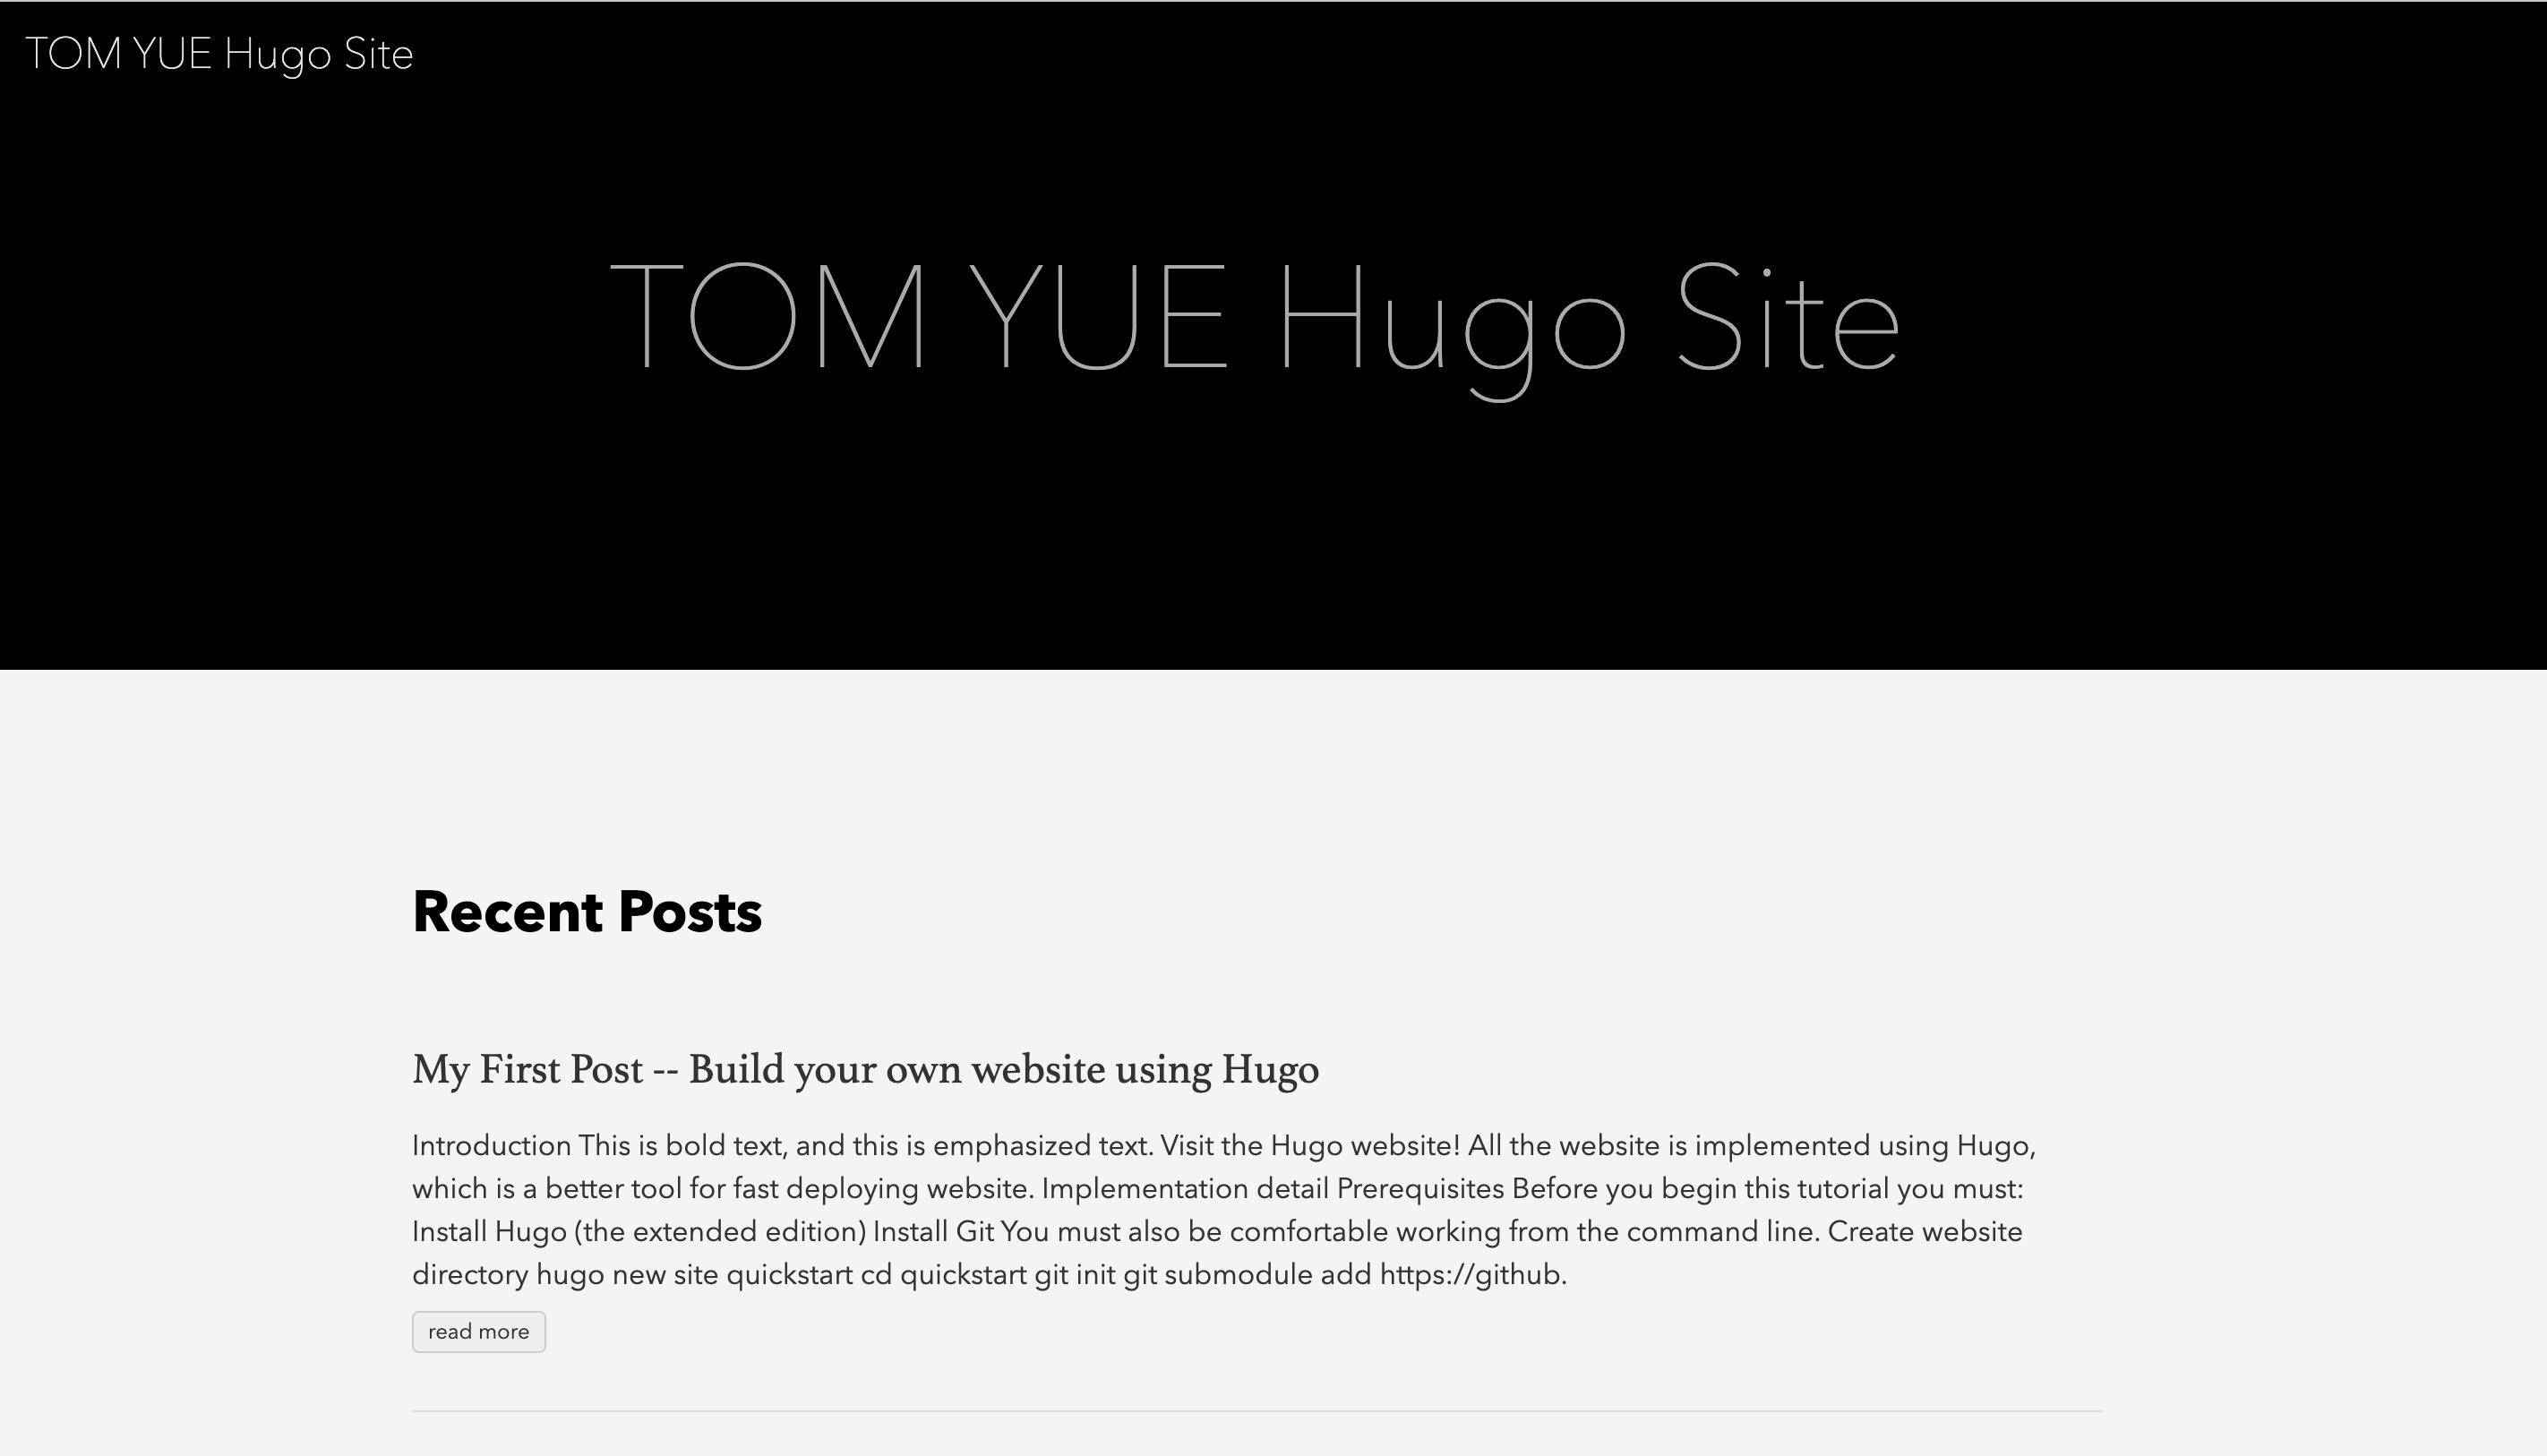 TOM YUE Hugo Site
TOM YUE Hugo Site
Recent Posts
My First Post -- Build your own website using Hugo
Introduction This is bold text, and this is emphasized text. Visit the Hugo website! All the website is implemented using Hugo,
which is a better tool for fast deploying website. Implementation detail Prerequisites Before you begin this tutorial you must:
Install Hugo (the extended edition) Install Git You must also be comfortable working from the command line. Create website
directory hugo new site quickstart cd quickstart git init git submodule add https://github.
read more